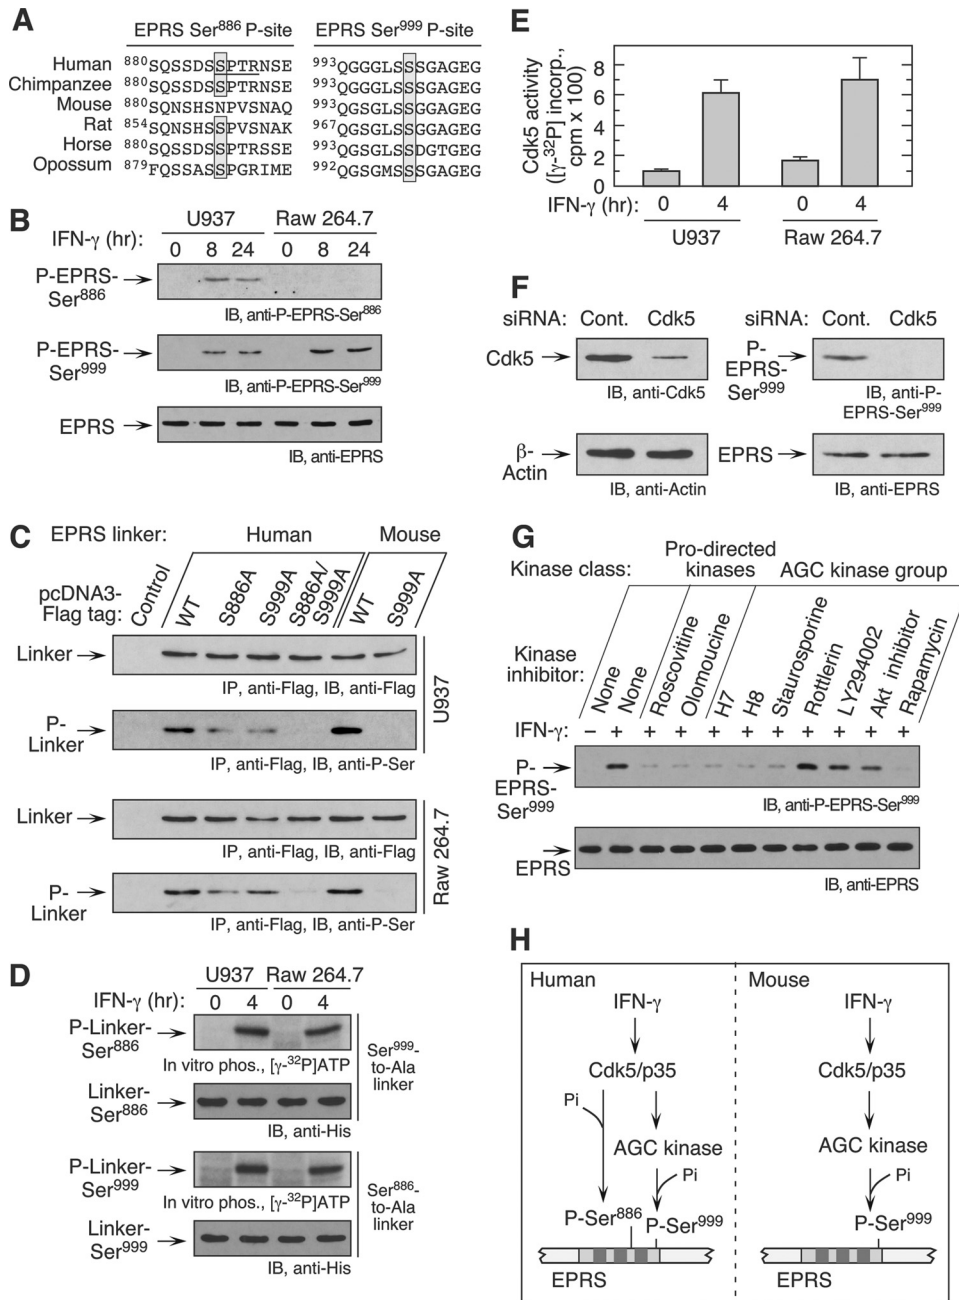 A
EPRS Ser886 P-site EPRS Ser999 P-site
Human 880SQSSDSSPTRNSE 993QGGGLSSSGAGEG
Chimpanzee 880SQSSDSSPTRNSE 993QGGGLSSSGAGEG
Mouse 880SQNSHSNPVSNAQ 993QGGGLSSSGAGEG
Rat 854SQNSHSSPVSNAK 967QGGGLSSSGAGEG
Horse 880SQSSDSSPTRSSE 993QGGGLSSDGTGEG
Opossum 879FQSSASSPGRIME 992QGSGMSSSGAGEG
B
U937 Raw 264.7
IFN-γ (hr): 0 8 24 0 8 24
P-EPRS-
Ser886
IB, anti-P-EPRS-Ser886
P-EPRS-
Ser999
IB, anti-P-EPRS-Ser999
EPRS
IB, anti-EPRS
C
EPRS linker: Human Mouse
pcDNA3-
Flag tag: Control WT S886A S999A S886A/
S999A WT S999A
Linker
IP, anti-Flag, IB, anti-Flag
P-
Linker
IP, anti-Flag, IB, anti-P-Ser
U937
Linker
IP, anti-Flag, IB, anti-Flag
P-
Linker
IP, anti-Flag, IB, anti-P-Ser
Raw 264.7
D
U937 Raw 264.7
IFN-γ (hr): 0 4 0 4
P-Linker-
Ser886
In vitro phos., [γ-32P]ATP
Linker-
Ser886
IB, anti-His
Ser999-
to-Ala
linker
P-Linker-
Ser999
In vitro phos., [γ-32P]ATP
Linker-
Ser999
IB, anti-His
Ser886-
to-Ala
linker
E
Cdk5 activity
([γ-32P] incorp.,
cpm x 100)
8
6
4
2
0
IFN-γ (hr): 0 4 0 4
U937 Raw 264.7
F
siRNA: Cont. Cdk5
Cdk5
IB, anti-Cdk5
β-
Actin
IB, anti-Actin
siRNA: Cont. Cdk5
P-
EPRS-
Ser999
IB, anti-P-
EPRS-Ser999
EPRS
IB, anti-EPRS
G
Kinase class: Pro-directed
kinases AGC kinase group
Kinase
inhibitor: None None Roscovitine Olomoucine H7 H8 Staurosporine Rottlerin LY294002 Akt inhibitor Rapamycin
IFN-γ: – + + + + + + + + + +
P-
EPRS-
Ser999
IB, anti-P-EPRS-Ser999
EPRS
IB, anti-EPRS
H
Human
IFN-γ
Cdk5/p35
Pi
AGC kinase
Pi
P-Ser886 P-Ser999
EPRS
Mouse
IFN-γ
Cdk5/p35
AGC kinase
Pi
P-Ser999
EPRS